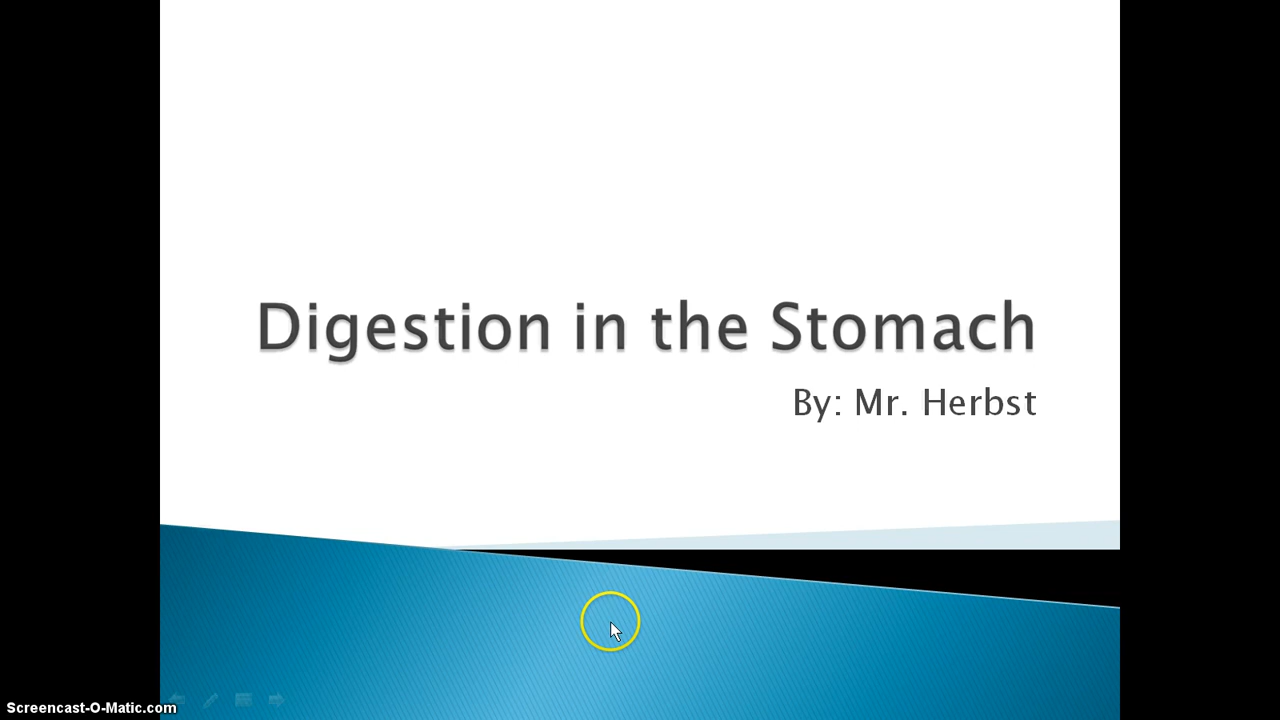 Digestion in the Stomach
By: Mr. Herbst
Screencast-O-Matic.com